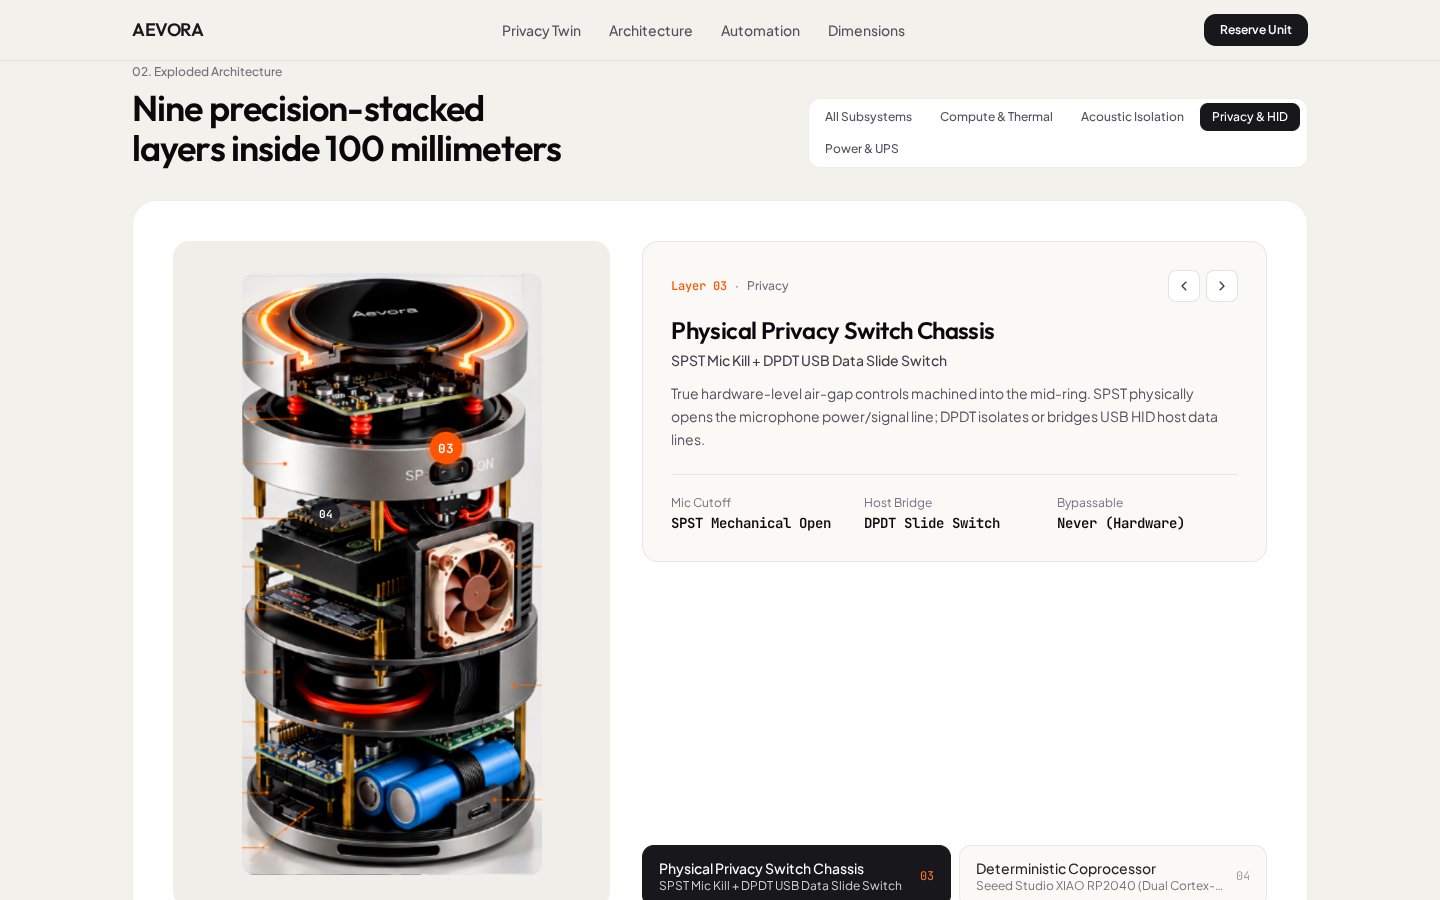 AEVORA
Privacy Twin
Architecture
Automation
Dimensions
Reserve Unit
02. Exploded Architecture
Nine precision-stacked
layers inside 100 millimeters
All Subsystems
Compute & Thermal
Acoustic Isolation
Privacy & HID
Power & UPS
Aevora
03
SP
ON
04
Layer 03 · Privacy
Physical Privacy Switch Chassis
SPST Mic Kill + DPDT USB Data Slide Switch
True hardware-level air-gap controls machined into the mid-ring. SPST physically
opens the microphone power/signal line; DPDT isolates or bridges USB HID host data
lines.
Mic Cutoff
SPST Mechanical Open
Host Bridge
DPDT Slide Switch
Bypassable
Never (Hardware)
Physical Privacy Switch Chassis
SPST Mic Kill + DPDT USB Data Slide Switch
03
Deterministic Coprocessor
Seeed Studio XIAO RP2040 (Dual Cortex-...
04